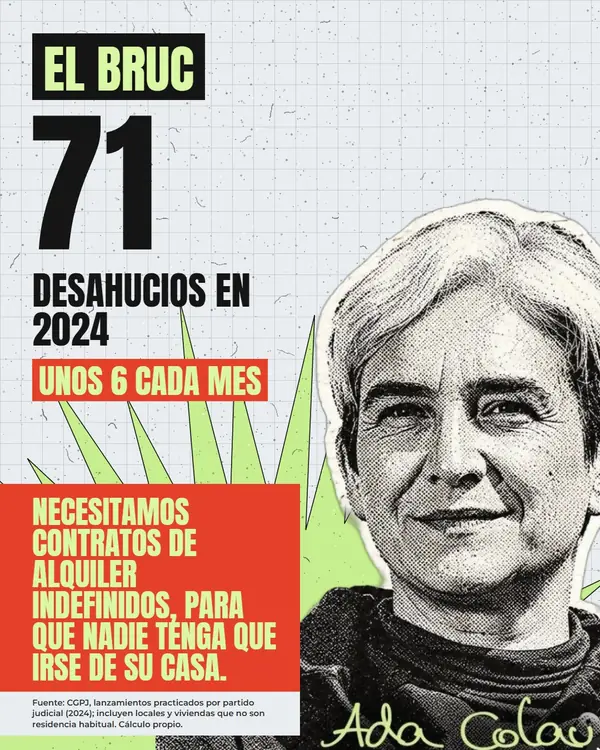 EL BRUC
71
DESAHUCIOS EN
2024
UNOS 6 CADA MES
NECESITAMOS
CONTRATOS DE
ALQUILER
INDEFINIDOS, PARA
QUE NADIE TENGA QUE
IRSE DE SU CASA.
Fuente: CGPJ, lanzamientos practicados por partido
judicial (2024); incluyen locales y viviendas que no son
residencia habitual. Cálculo propio.
Ada Colau